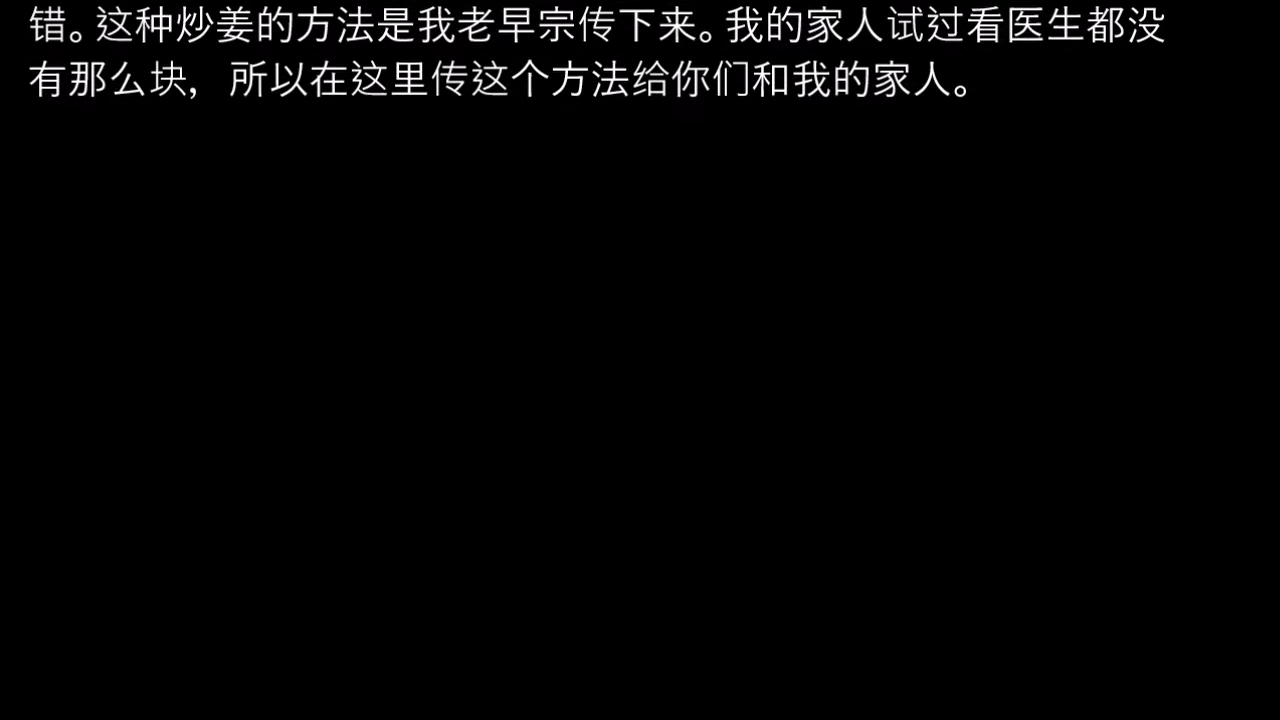 错。这种炒姜的方法是我老早宗传下来。我的家人试过看医生都没
有那么块，所以在这里传这个方法给你们和我的家人。